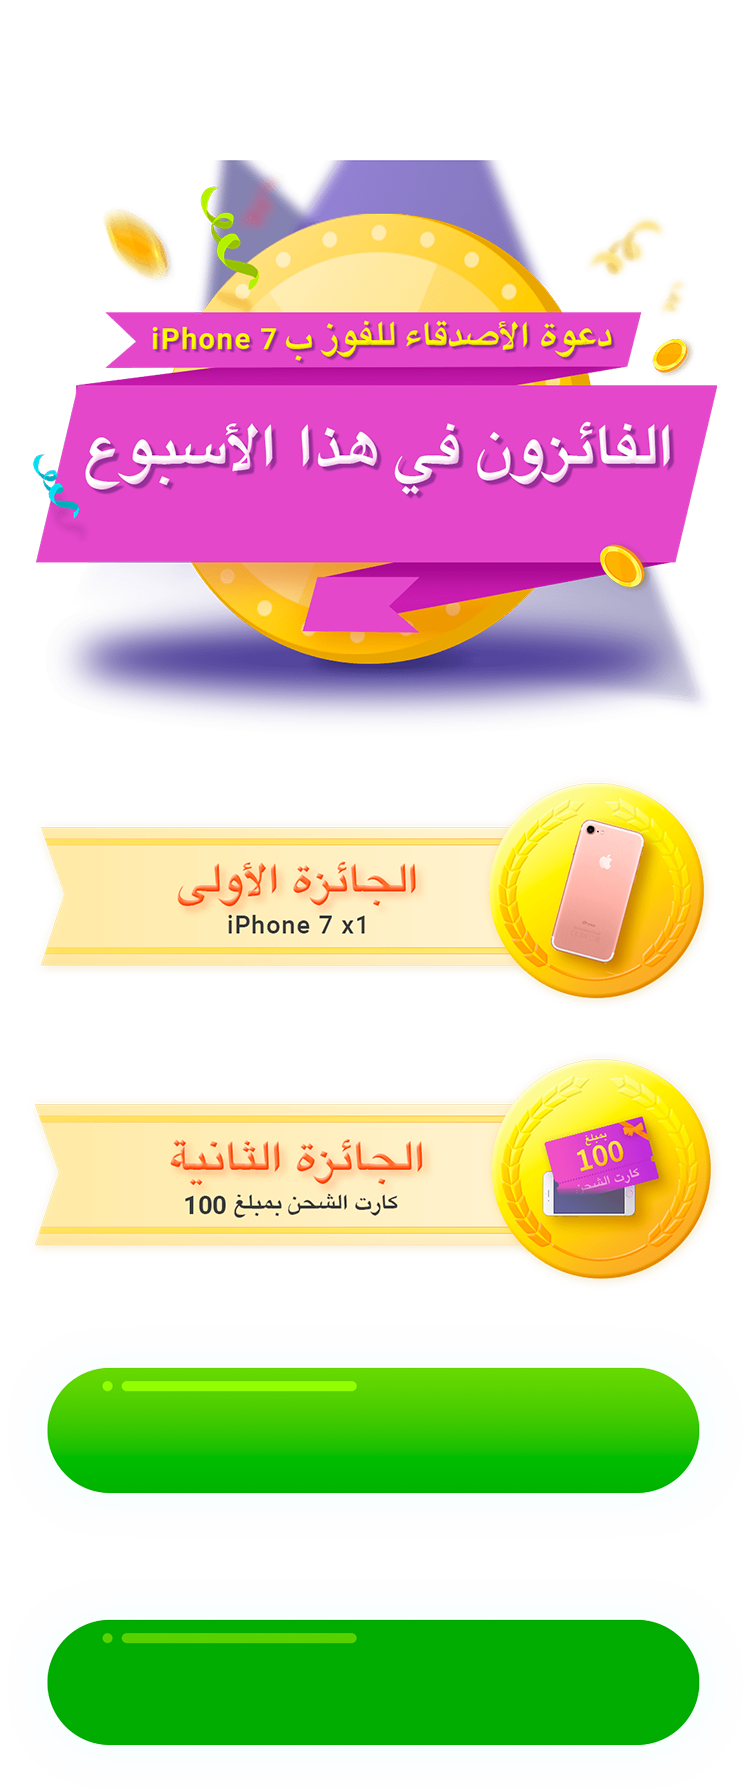 دعوة الأصدقاء للفوز ب iPhone 7
الفائزون في هذا الأسبوع
الجائزة الأولى
iPhone 7 x1
الجائزة الثانية
كارت الشحن بمبلغ 100
بمبلغ
100
كارت الشحن